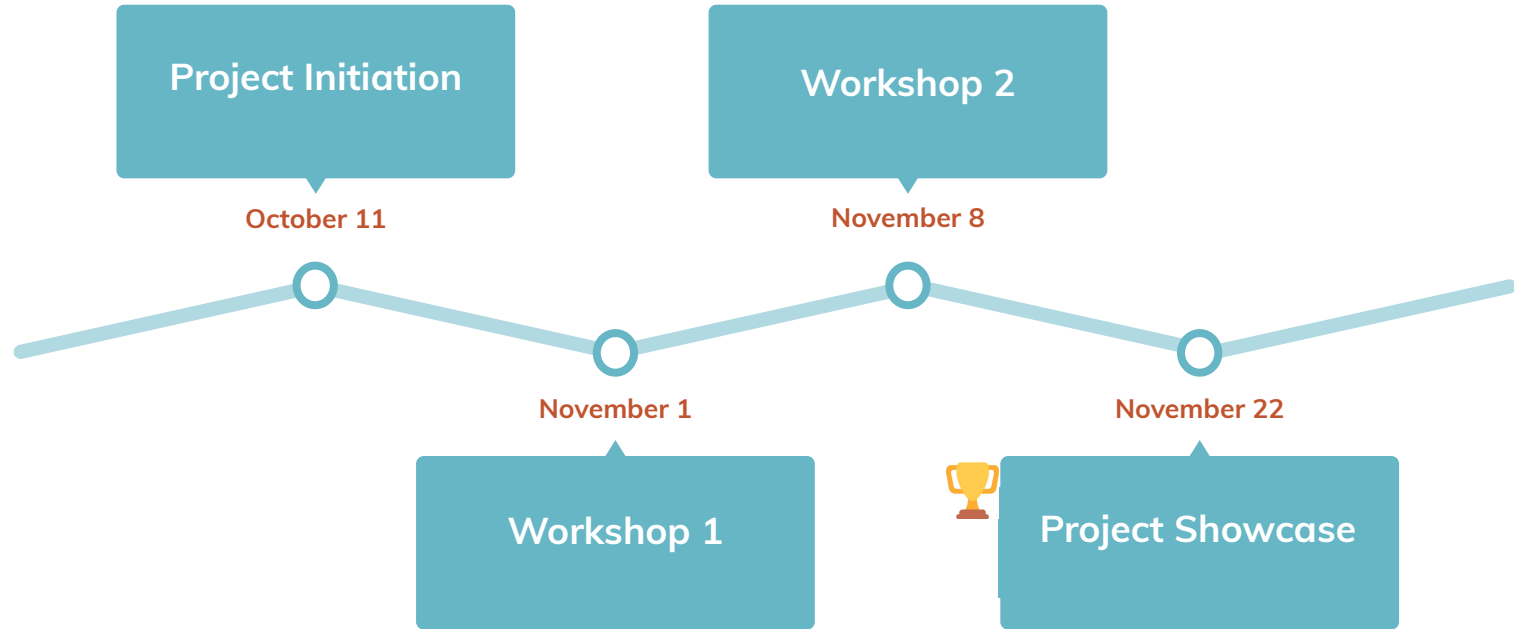 Project Initiation
October 11
Workshop 1
November 1
Workshop 2
November 8
Project Showcase
November 22